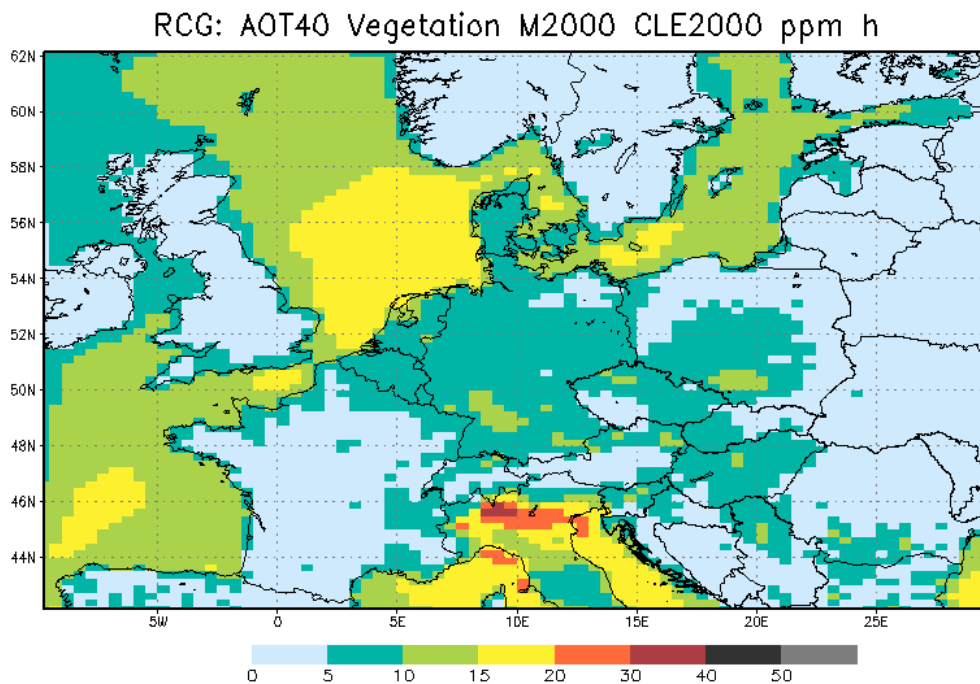 RCG: AOT40 Vegetation M2000 CLE2000 ppm h
62N
60N
58N
56N
54N
52N
50N
48N
46N
44N
5W 0 5E 10E 15E 20E 25E
0 5 10 15 20 30 40 50